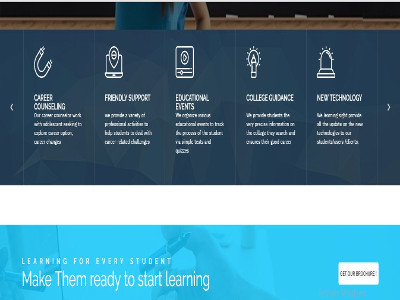 CAREER
COUNSELING
Our career counselors work
with adolescent seeking to
explore career option,
career changes
FRIENDLY SUPPORT
we provide a variety of
professional activities to
help students to deal with
career-related challenges
EDUCATIONAL
EVENTS
We organize various
educational events to track
the process of the student
via simple tests and
quizzes
COLLEGE GUIDANCE
We provide students the
very precise information on
the college they search and
ensures their good career
NEW TECHNOLOGY
We learning right provide
all the update on the new
technologies to our
students/users/clients.
LEARNING FOR EVERY STUDENT
Make Them ready to start learning
GET OUR BROCHURE!